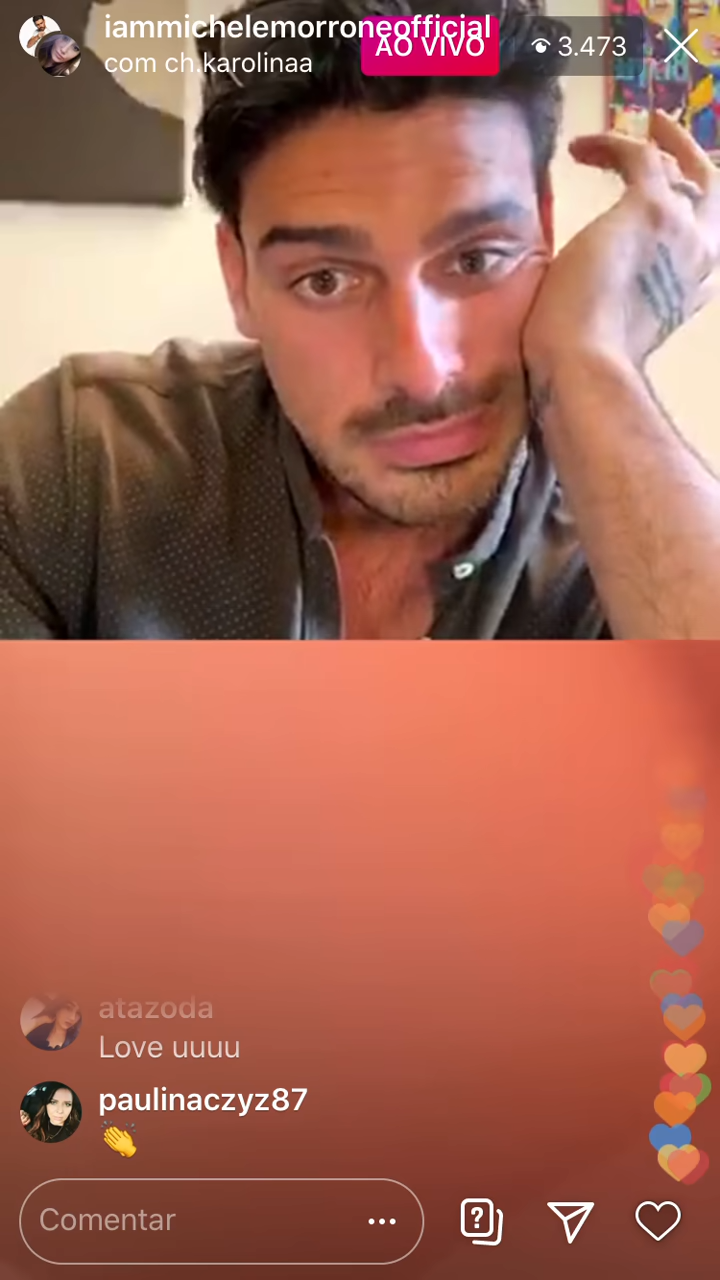 iammichelemorroneofficial
AO VIVO
3.473
com ch.karolinaa
atazoda
Love uuuu
paulinaczyz87
Comentar